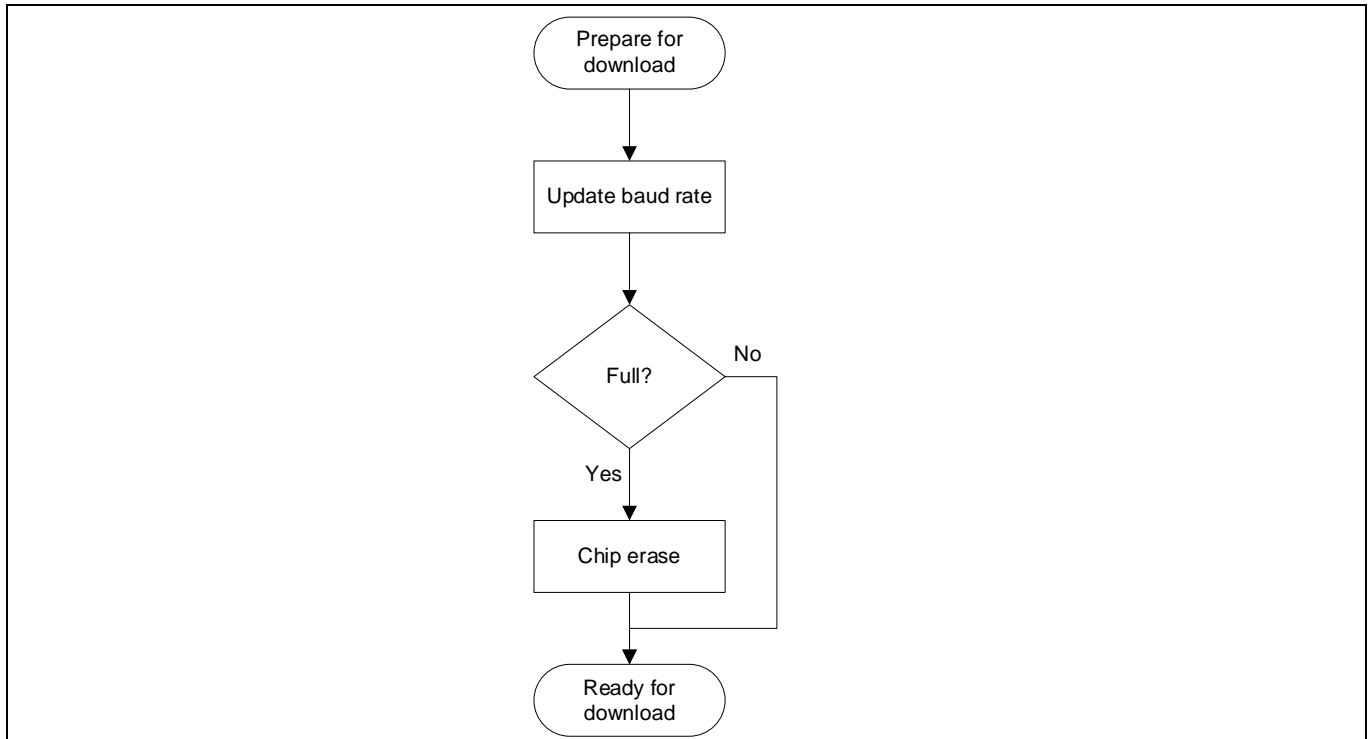 Prepare for
download
Update baud rate
Full?
No
Yes
Chip erase
Ready for
download